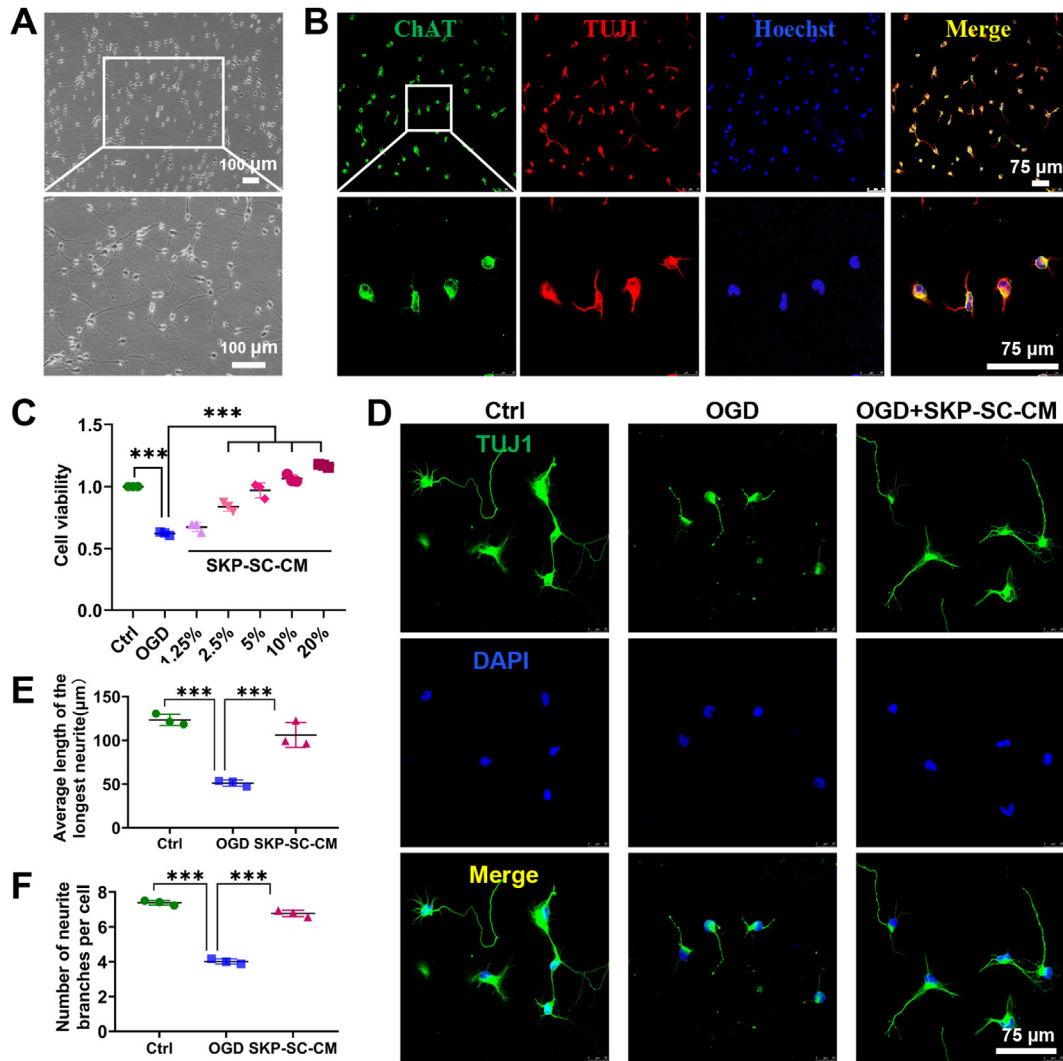 A
100 μm
100 μm
B
ChAT
TUJ1
Hoechst
Merge
75 μm
75 μm
C
***
***
1.5
1.0
0.5
0.0
Cell viability
SKP-SC-CM
Ctrl
OGD
1.25%
2.5%
5%
10%
20%
D
Ctrl
OGD
OGD+SKP-SC-CM
TUJ1
DAPI
Merge
75 μm
E
***
***
150
100
50
0
Average length of the
longest neurite(μm)
Ctrl
OGD
SKP-SC-CM
F
***
***
8
6
4
2
0
Number of neurite
branches per cell
Ctrl
OGD
SKP-SC-CM